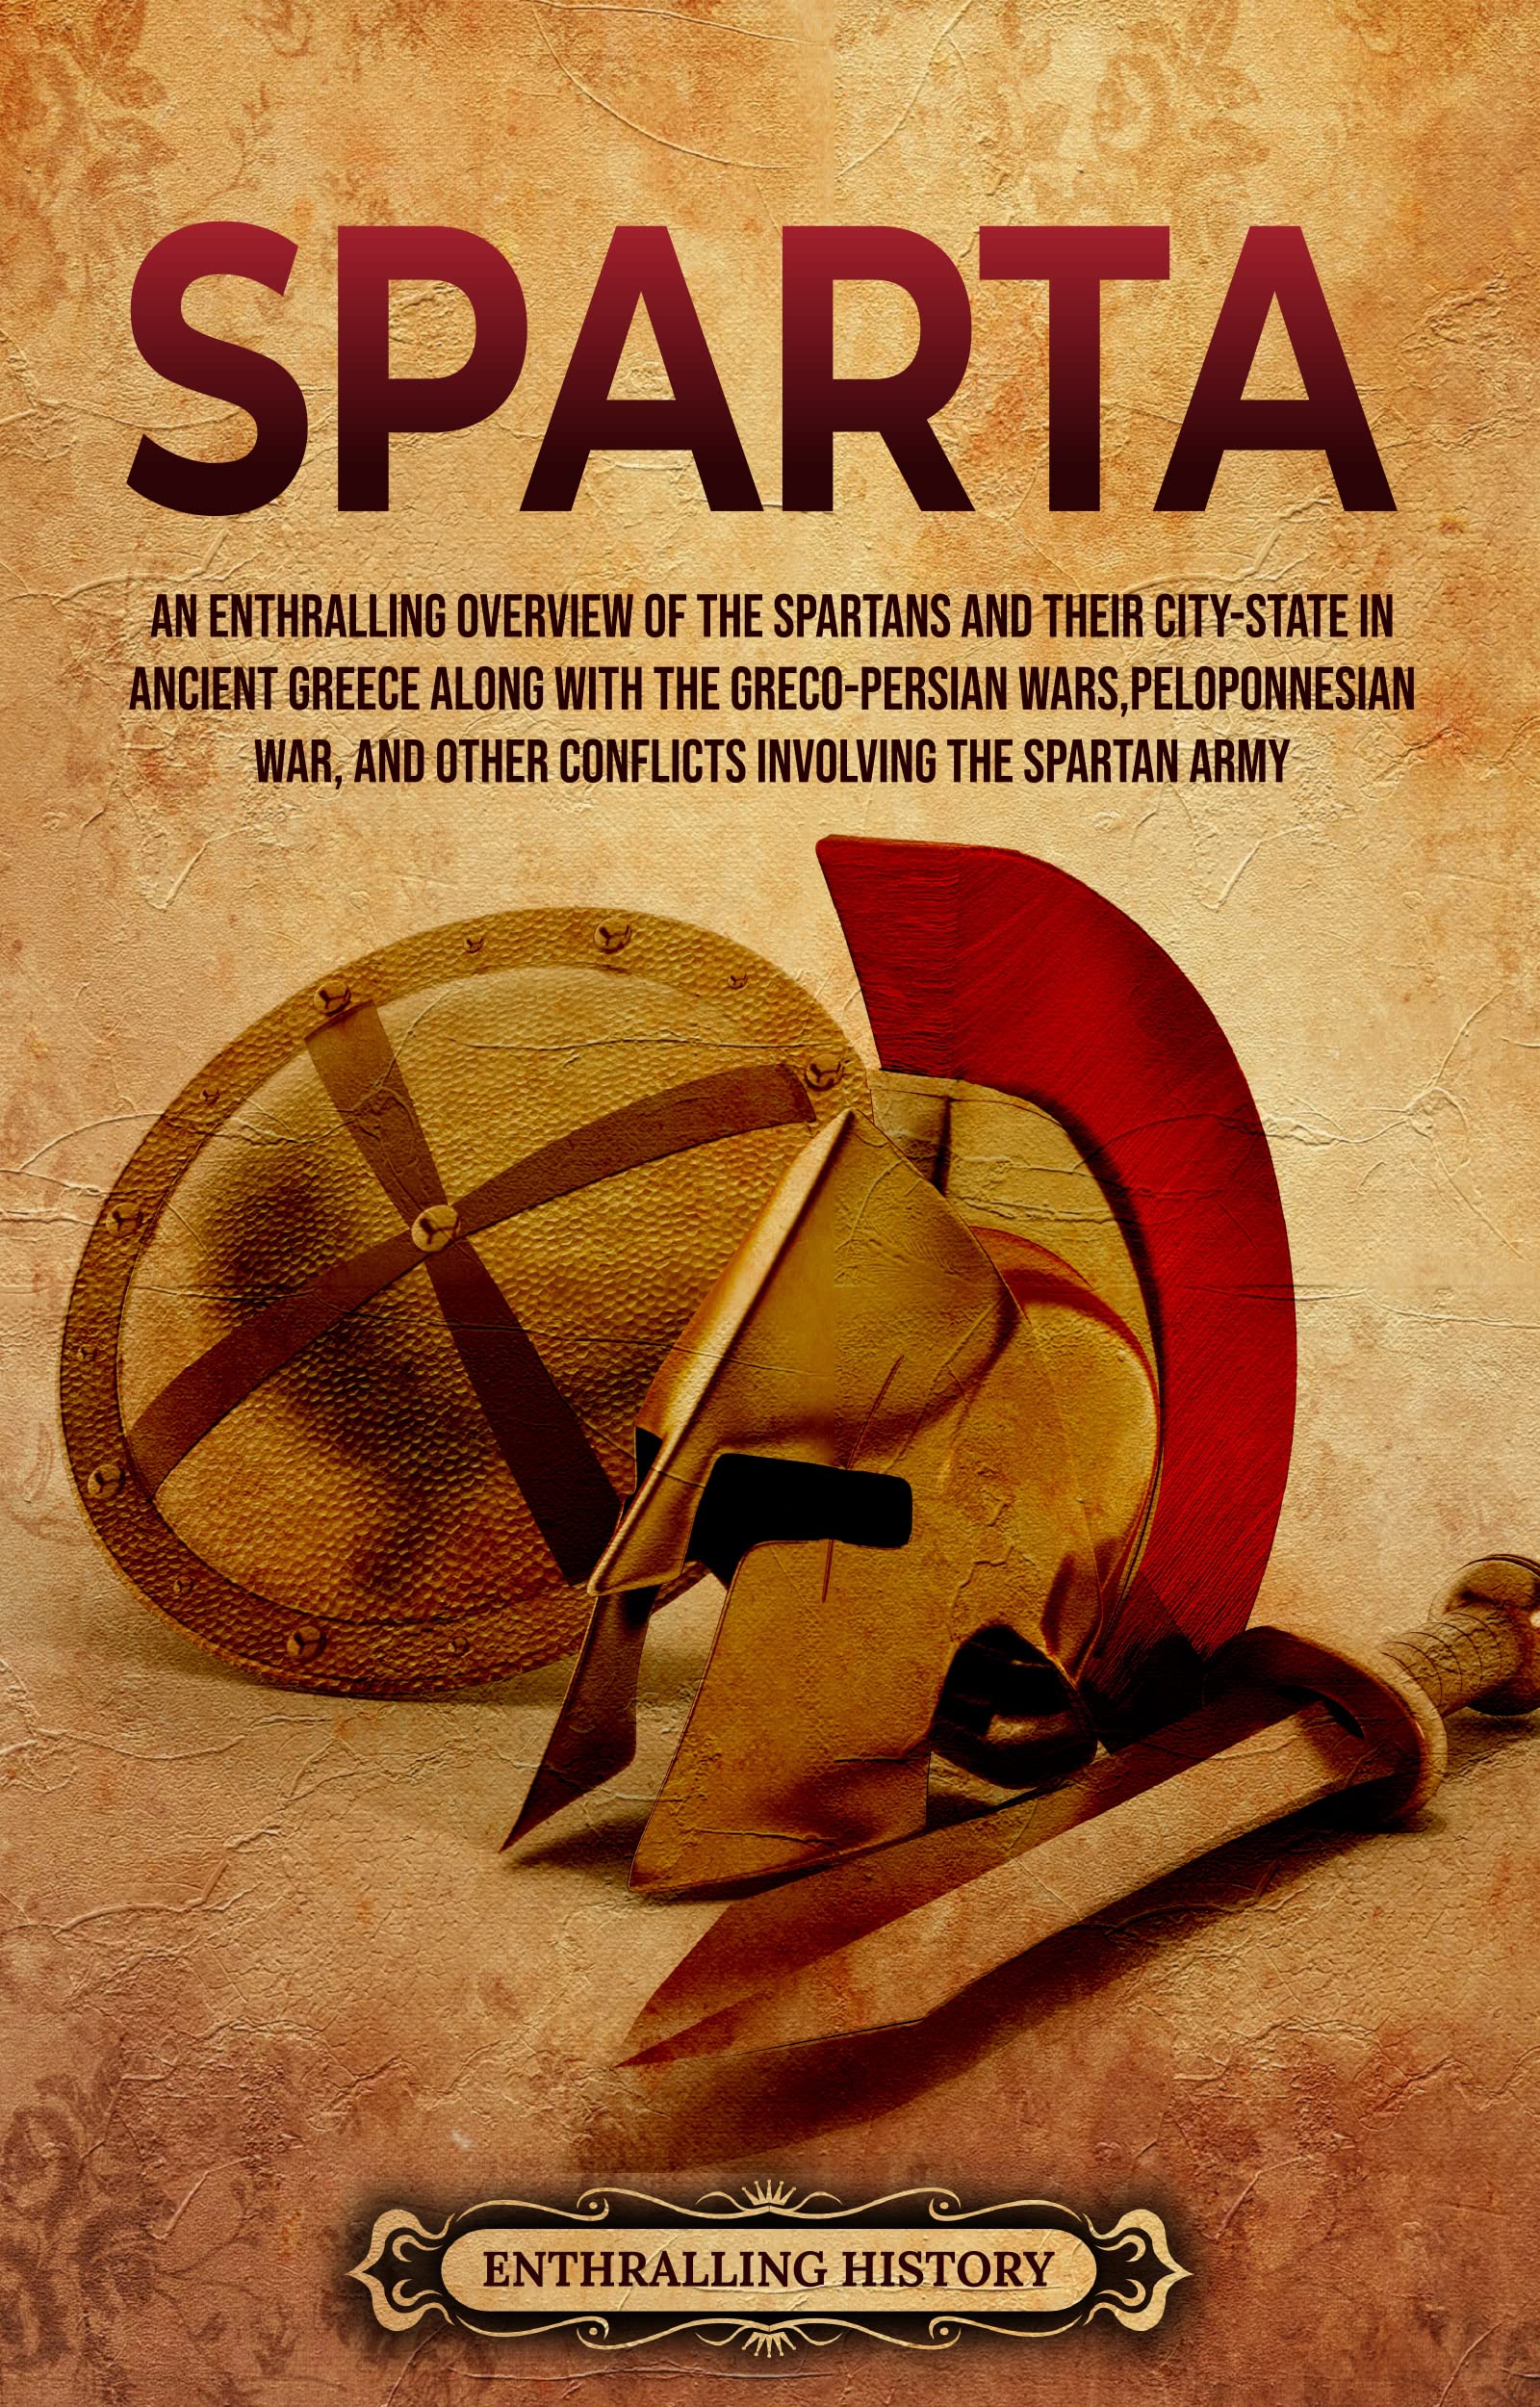 SPARTA
AN ENTHRALLING OVERVIEW OF THE SPARTANS AND THEIR CITY-STATE IN
ANCIENT GREECE ALONG WITH THE GRECO-PERSIAN WARS,PELOPONNESIAN
WAR, AND OTHER CONFLICTS INVOLVING THE SPARTAN ARMY
ENTHRALLING HISTORY